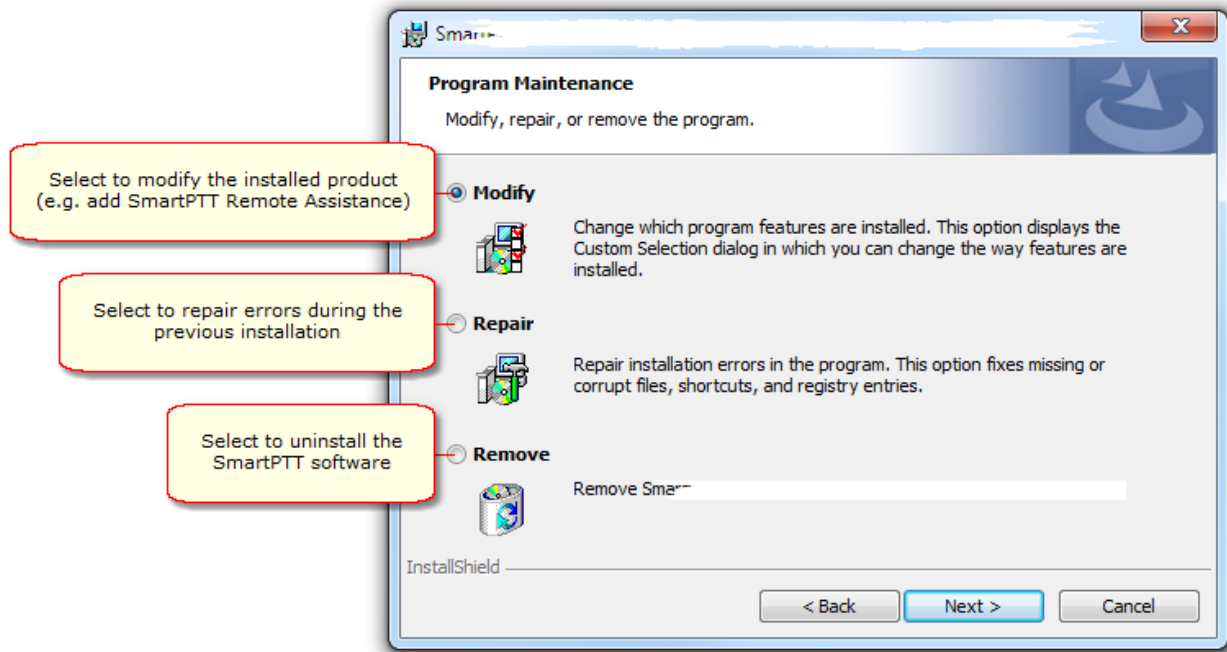 Program Maintenance
Modify, repair, or remove the program.
Select to modify the installed product
(e.g. add SmartPTT Remote Assistance)
Modify
Change which program features are installed. This option displays the
Custom Selection dialog in which you can change the way features are
installed.
Select to repair errors during the
previous installation
Repair
Repair installation errors in the program. This option fixes missing or
corrupt files, shortcuts, and registry entries.
Select to uninstall the
SmartPTT software
Remove
Remove
InstallShield
< Back
Next >
Cancel